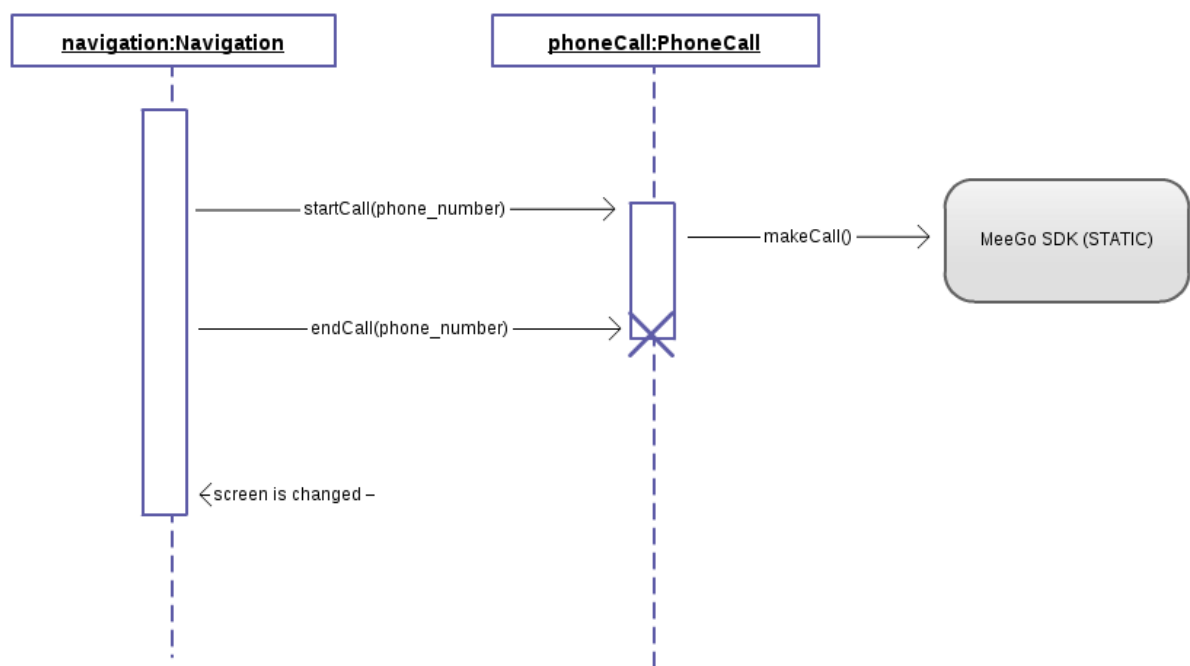 navigation:Navigation
phoneCall:PhoneCall
startCall(phone_number)
makeCall()
MeeGo SDK (STATIC)
endCall(phone_number)
screen is changed –